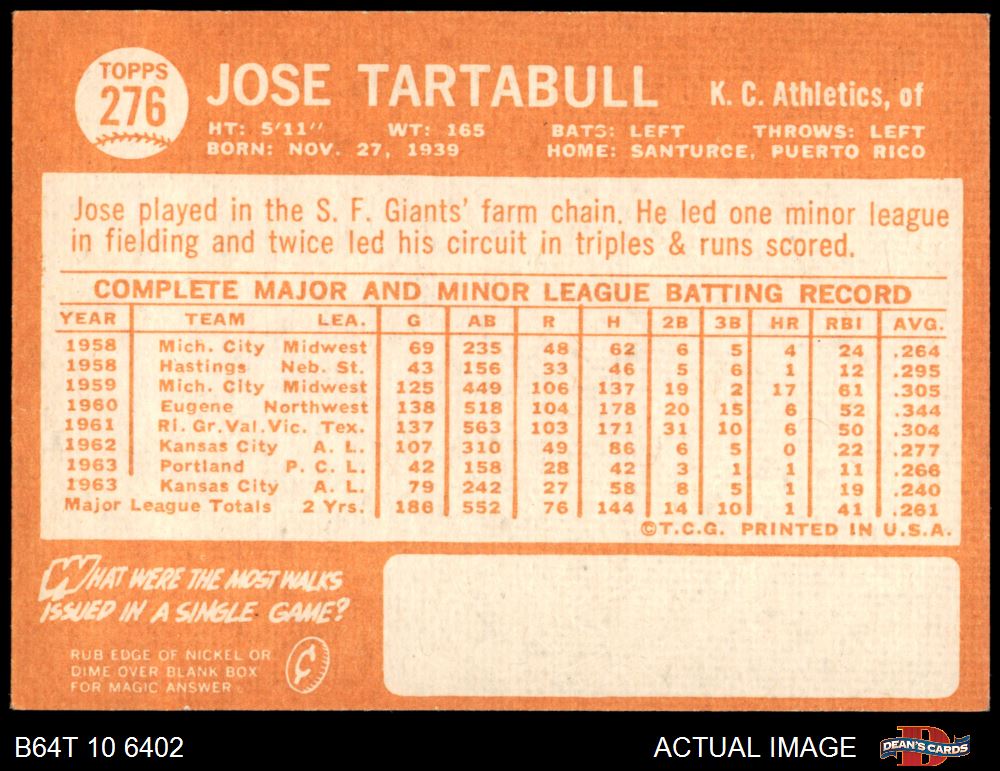 TOPPS
276
JOSE TARTABULL
K. C. Athletics, of
HT: 5'11" WT: 165 BATS: LEFT THROWS: LEFT
BORN: NOV. 27, 1939 HOME: SANTURCE, PUERTO RICO
Jose played in the S. F. Giants' farm chain. He led one minor league
in fielding and twice led his circuit in triples & runs scored.
COMPLETE MAJOR AND MINOR LEAGUE BATTING RECORD
YEAR TEAM LEA. G AB R H 2B 3B HR RBI AVG.
1958 Mich. City Midwest 69 235 48 62 6 5 4 24 .264
1958 Hastings Neb. St. 43 156 33 46 5 6 1 12 .295
1959 Mich. City Midwest 125 449 106 137 19 2 17 61 .305
1960 Eugene Northwest 138 518 104 178 20 15 6 52 .344
1961 Ri. Gr. Val. Vic. Tex. 137 563 103 171 31 10 6 50 .304
1962 Kansas City A. L. 107 310 49 86 6 5 0 22 .277
1963 Portland P. C. L. 42 158 28 42 3 1 1 11 .266
1963 Kansas City A. L. 79 242 27 58 8 5 1 19 .240
Major League Totals 2 Yrs. 186 552 76 144 14 10 1 41 .261
©T.C.G. PRINTED IN U.S.A.
WHAT WERE THE MOST WALKS
ISSUED IN A SINGLE GAME?
RUB EDGE OF NICKEL OR
DIME OVER BLANK BOX
FOR MAGIC ANSWER
¢
B64T 10 6402
ACTUAL IMAGE
DEAN'S CARDS